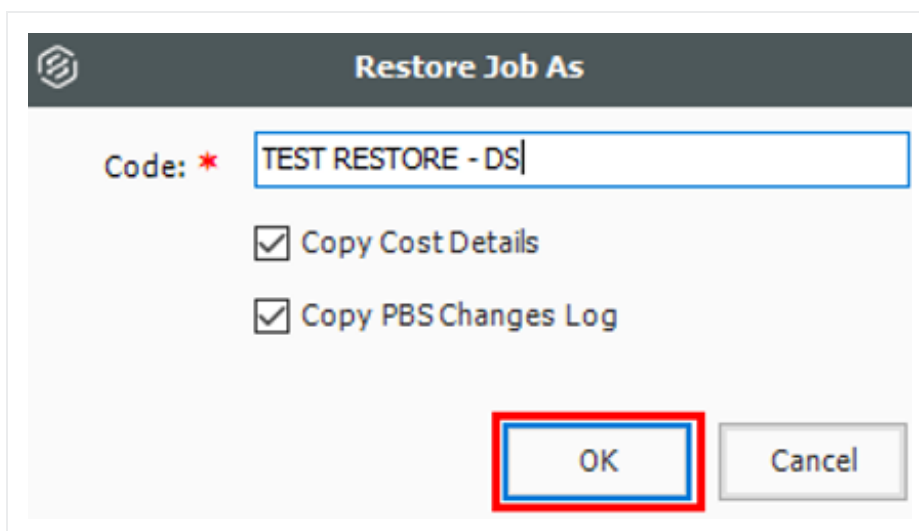 Restore Job As
Code: * TEST RESTORE - DS
Copy Cost Details
Copy PBS Changes Log
OK Cancel